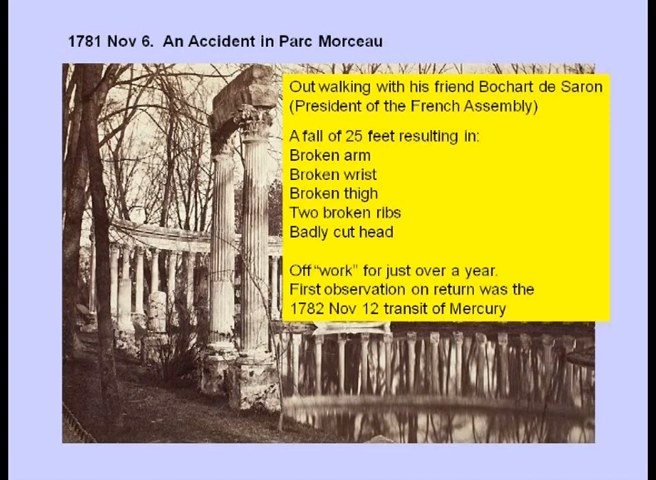 1781 Nov 6.  An Accident in Parc Morceau
Out walking with his friend Bochart de Saron
(President of the French Assembly)
A fall of 25 feet resulting in:
Broken arm
Broken wrist
Broken thigh
Two broken ribs
Badly cut head
Off “work” for just over a year.
First observation on return was the
1782 Nov 12 transit of Mercury